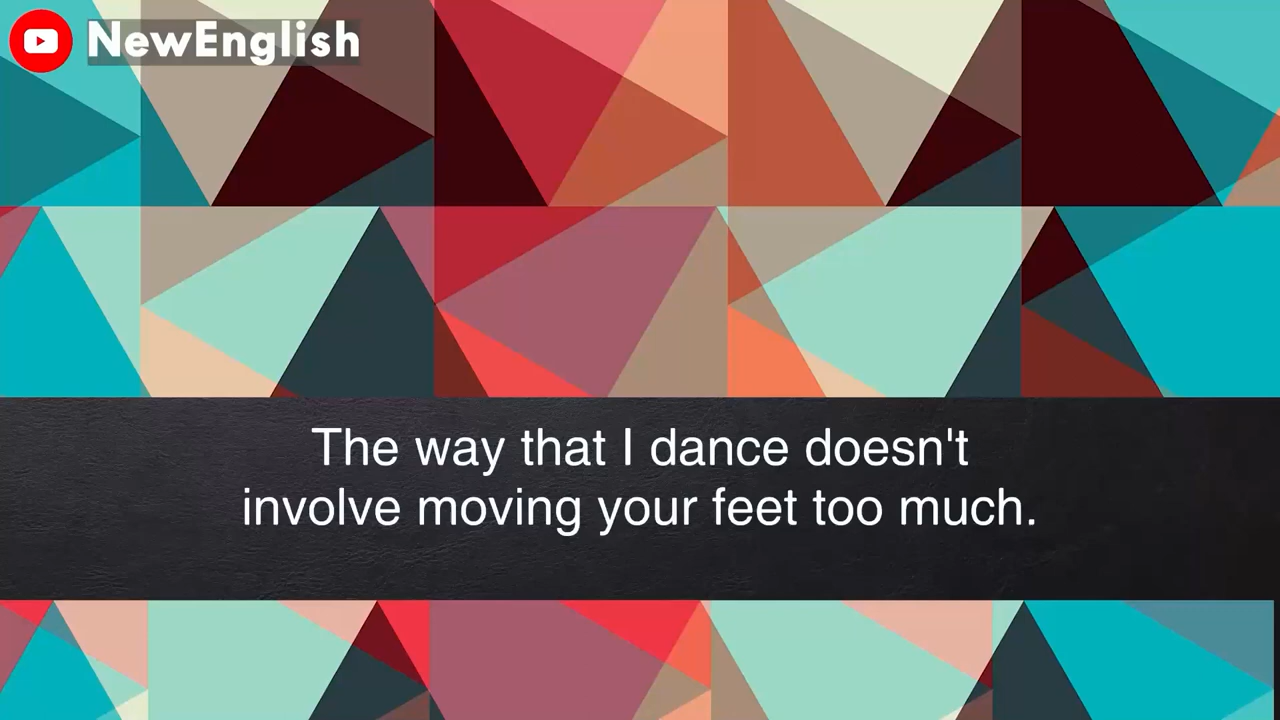 NewEnglish
The way that I dance doesn't
involve moving your feet too much.